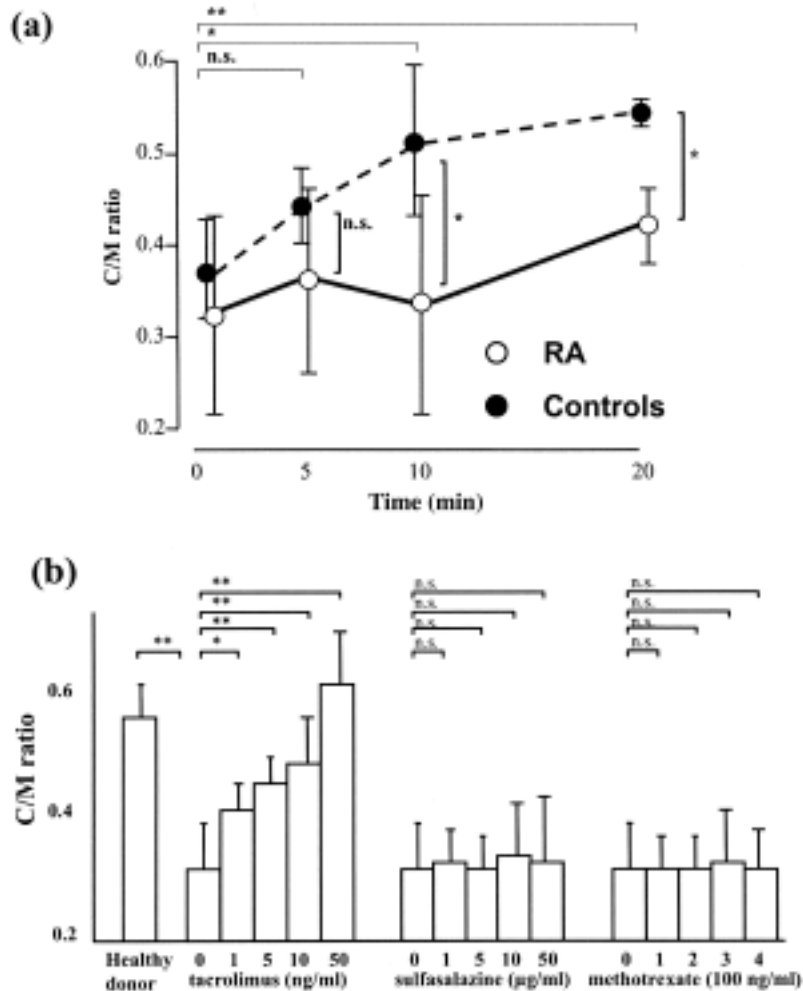 (a)
**
*
n.s.
0.6
0.5
0.4
0.3
0.2
C/M ratio
n.s.
*
*
RA
Controls
0 5 10 20
Time (min)
(b)
** n.s. n.s.
** n.s. n.s.
** n.s. n.s.
** * n.s. n.s.
0.6
0.4
0.2
C/M ratio
Healthy 0 1 5 10 50 0 1 5 10 50 0 1 2 3 4
donor tacrolimus (ng/ml) sulfasalazine (µg/ml) methotrexate (100 ng/ml)